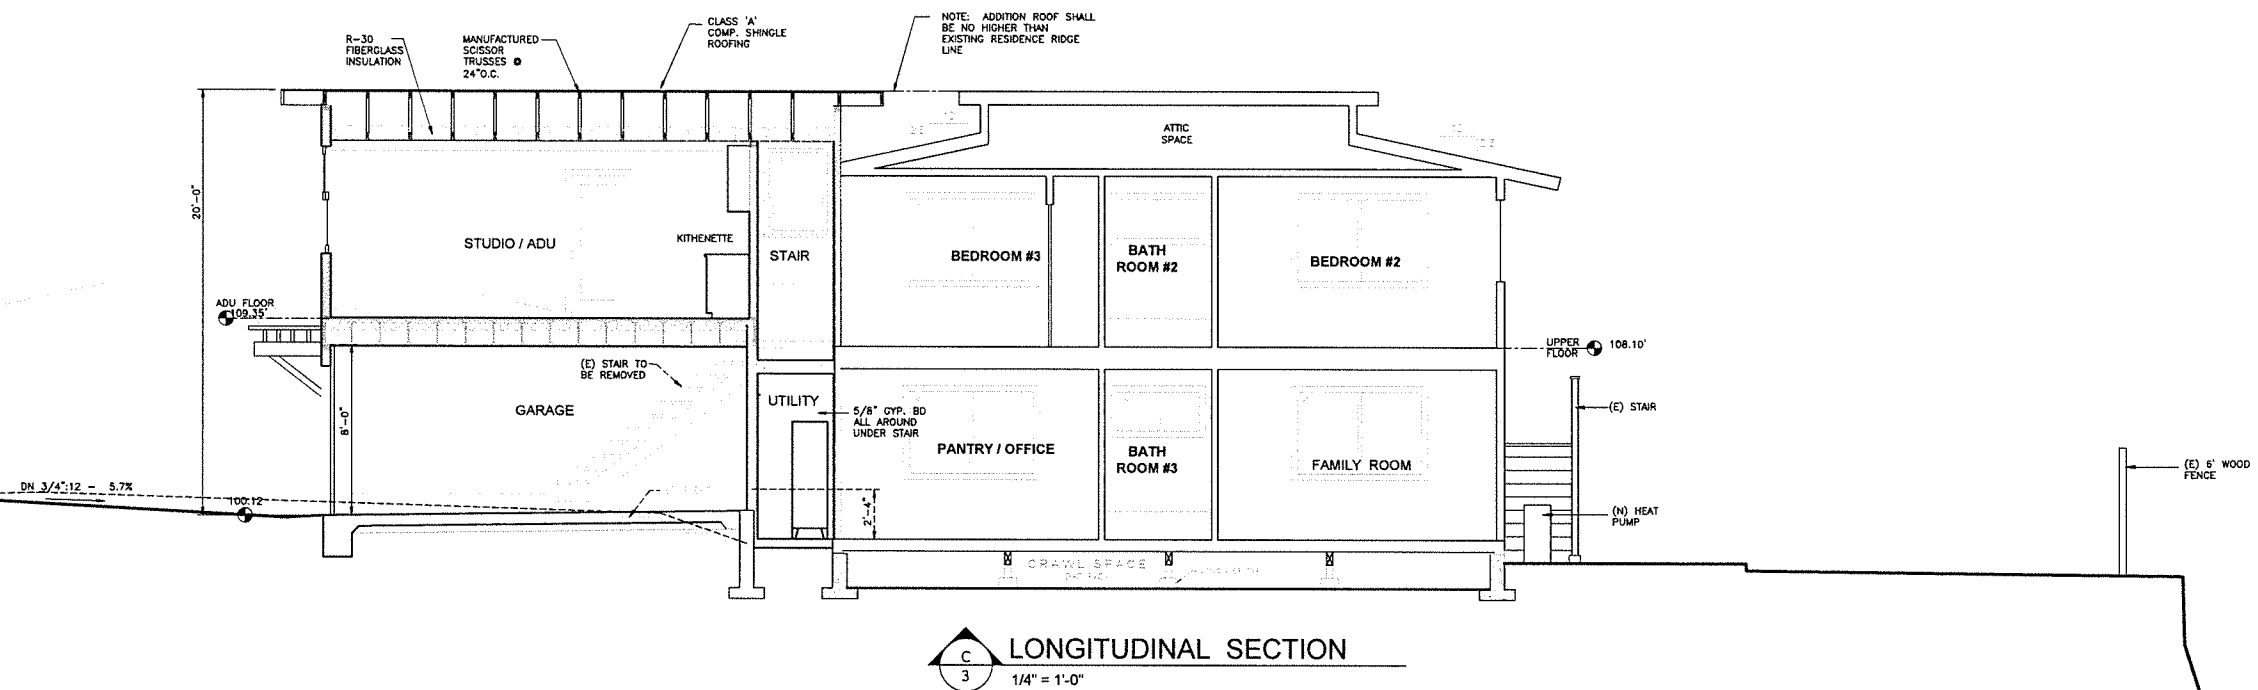 R-30
FIBERGLASS
INSULATION
MANUFACTURED
SCISSOR
TRUSSES @
24"O.C.
CLASS 'A'
COMP. SHINGLE
ROOFING
NOTE: ADDITION ROOF SHALL
BE NO HIGHER THAN
EXISTING RESIDENCE RIDGE
LINE
12
12
ATTIC
SPACE
20'-0"
STUDIO / ADU
KITHENETTE
STAIR
BEDROOM #3
BATH
ROOM #2
BEDROOM #2
ADU FLOOR
109.35'
UPPER
FLOOR
108.10'
(E) STAIR TO
BE REMOVED
GARAGE
8'-0"
UTILITY
5/8" GYP. BD
ALL AROUND
UNDER STAIR
PANTRY / OFFICE
BATH
ROOM #3
FAMILY ROOM
(E) STAIR
(E) 6' WOOD
FENCE
DN 3/4":12 - 5.7%
100.12
2'-4"
(N) HEAT
PUMP
CRAWL SPACE
C
3
LONGITUDINAL SECTION
1/4" = 1'-0"